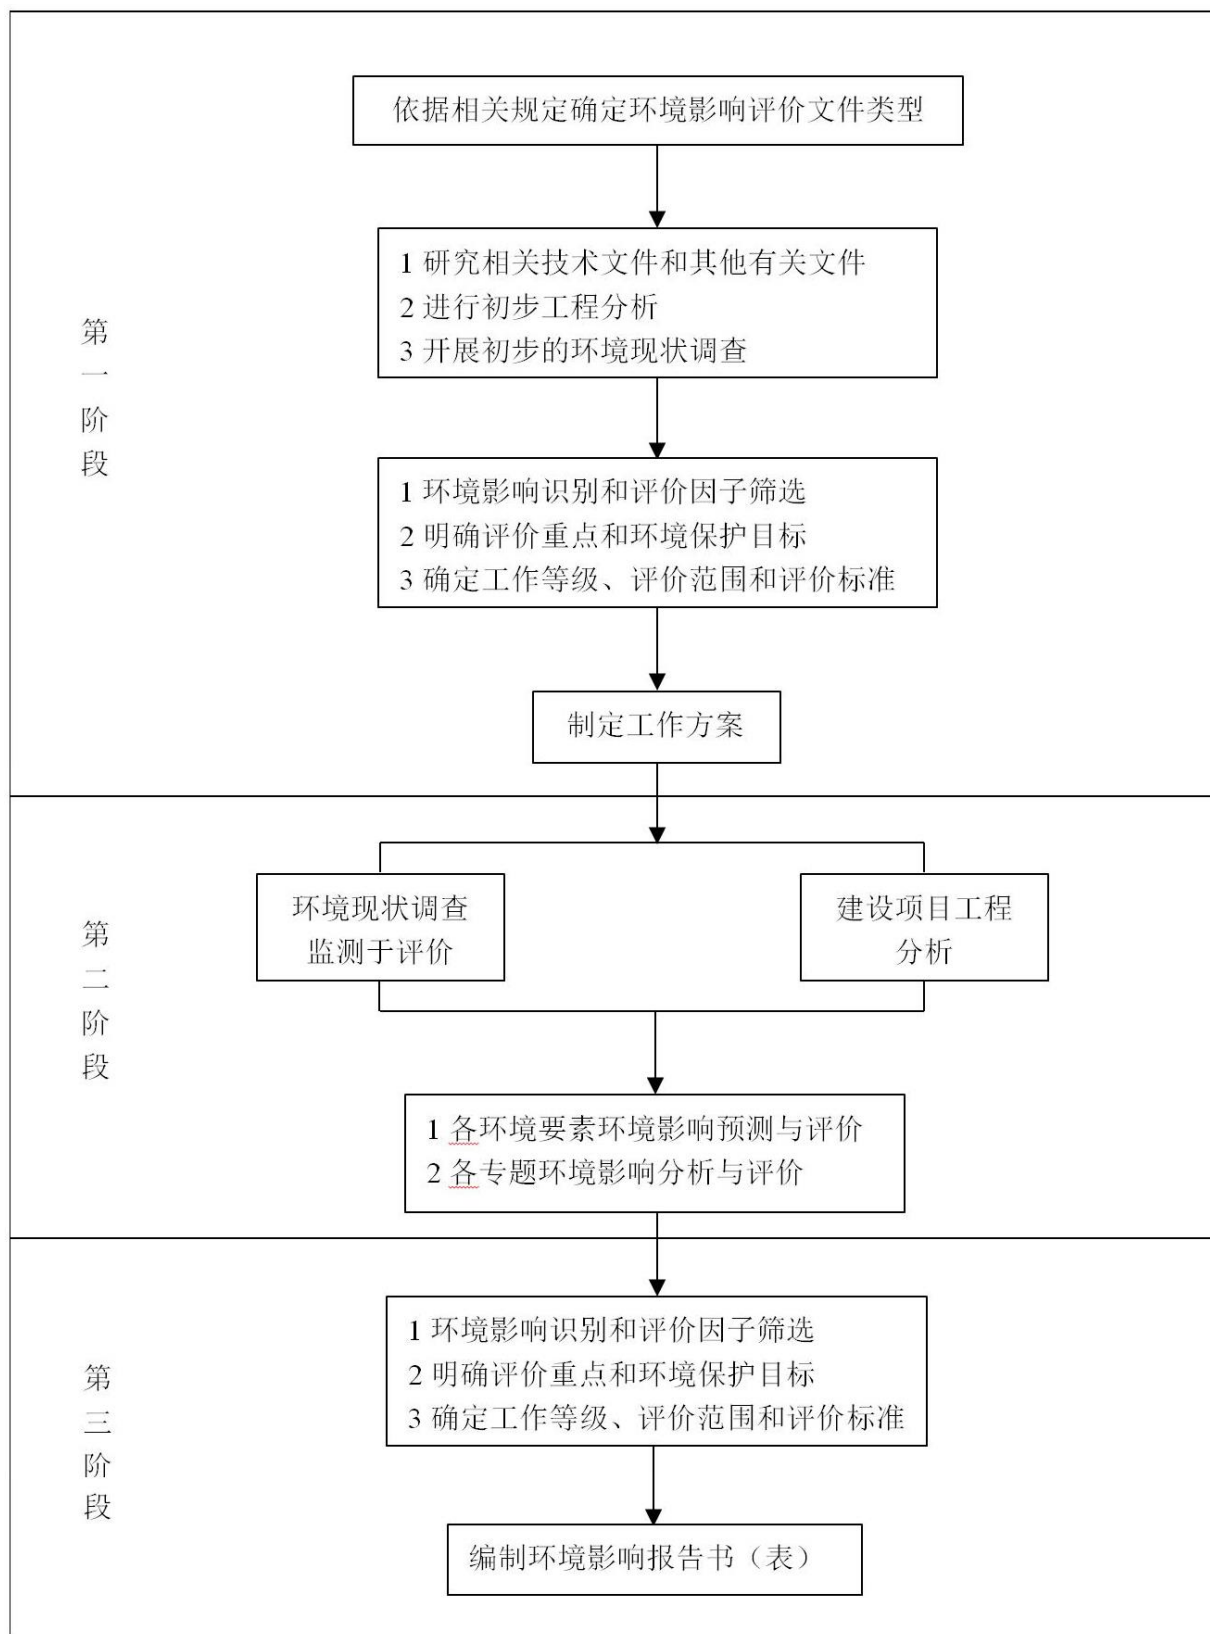 依据相关规定确定环境影响评价文件类型
1 研究相关技术文件和其他有关文件
2 进行初步工程分析
3 开展初步的环境现状调查
第
一
阶
段
1 环境影响识别和评价因子筛选
2 明确评价重点和环境保护目标
3 确定工作等级、评价范围和评价标准
制定工作方案
第
二
阶
段
环境现状调查
监测于评价
建设项目工程
分析
1 各环境要素环境影响预测与评价
2 各专题环境影响分析与评价
第
三
阶
段
1 环境影响识别和评价因子筛选
2 明确评价重点和环境保护目标
3 确定工作等级、评价范围和评价标准
编制环境影响报告书（表）